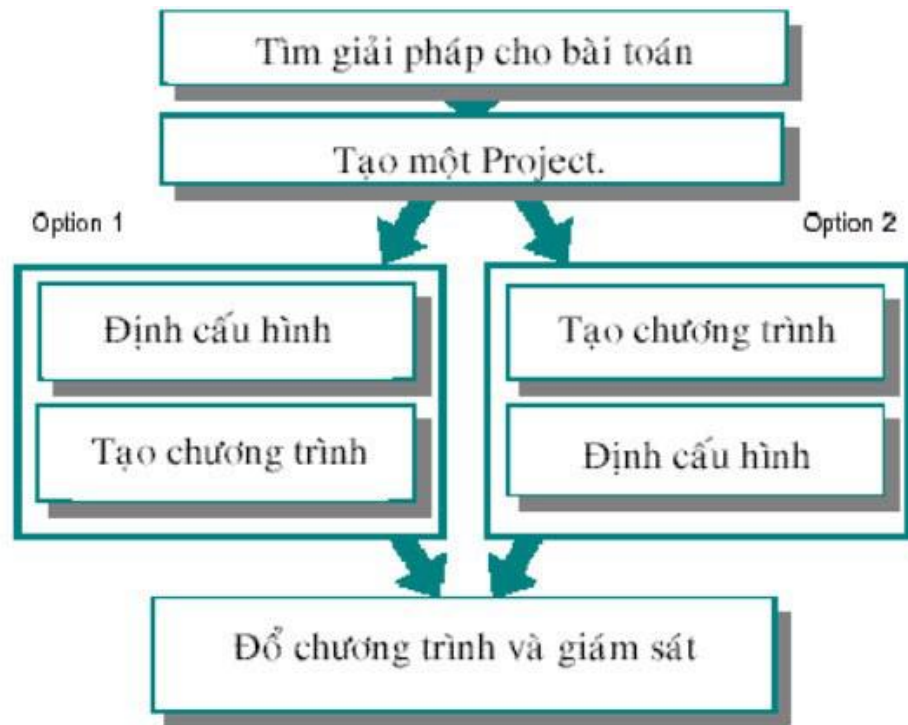 Tìm giải pháp cho bài toán
Tạo một Project.
Option 1
Option 2
Định cấu hình
Tạo chương trình
Tạo chương trình
Định cấu hình
Đổ chương trình và giám sát